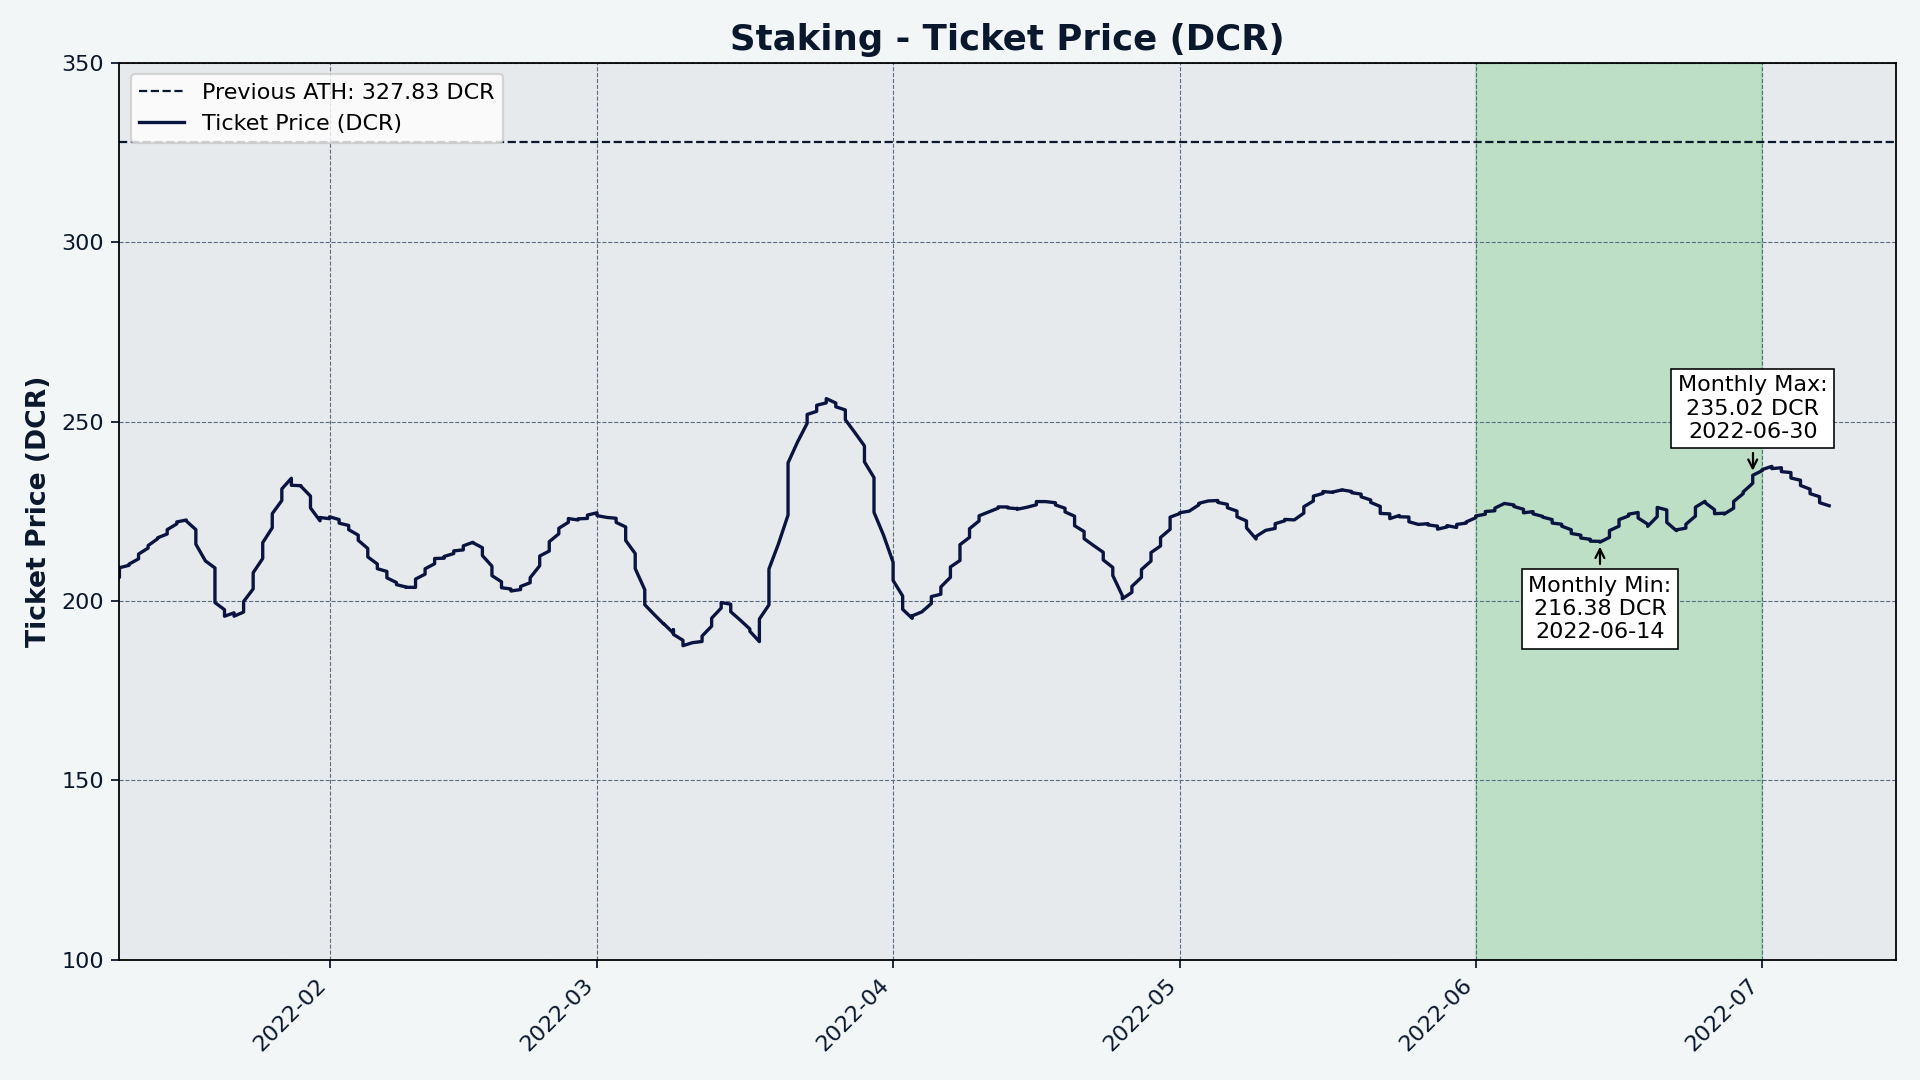 Staking - Ticket Price (DCR)
Previous ATH: 327.83 DCR
Ticket Price (DCR)
Ticket Price (DCR)
350
300
250
200
150
100
Monthly Max:
235.02 DCR
2022-06-30
Monthly Min:
216.38 DCR
2022-06-14
2022-02
2022-03
2022-04
2022-05
2022-06
2022-07